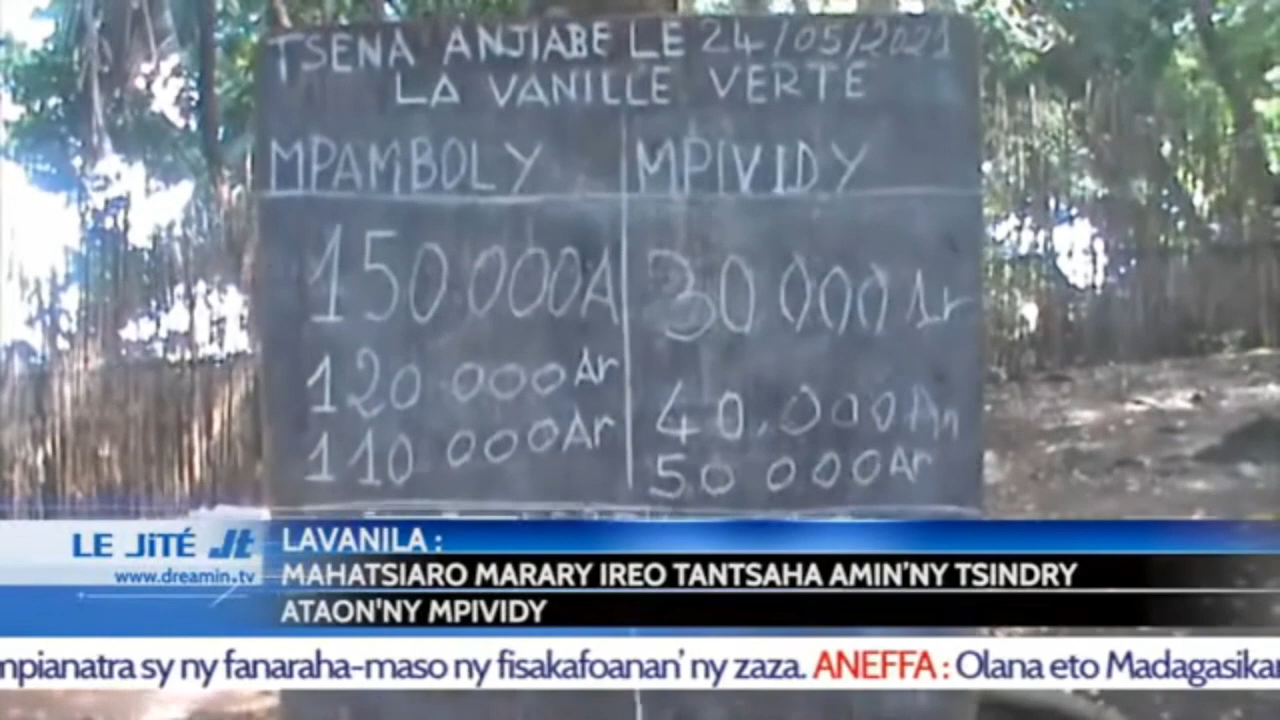 TSENA ANJIABE LE 24/05/2021
LA VANILLE VERTE
MPAMBOLY MPIVIDY
150 000A 30 000 Ar
120 000 Ar 40.000 Ar
110 000 Ar 50 000 Ar
LE JiTÉ Jt
www.dreamin.tv
LAVANILA :
MAHATSIARO MARARY IREO TANTSAHA AMIN'NY TSINDRY
ATAON'NY MPIVIDY
mpianatra sy ny fanaraha-maso ny fisakafoanan' ny zaza. ANEFFA : Olana eto Madagasikar